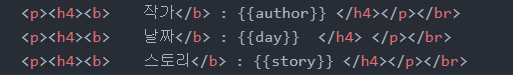 <p><h4><b>    작가</b> : {{author}} </h4></p></br>
<p><h4><b>    날짜</b> : {{day}}  </h4> </p></br>
<p><h4><b>    스토리</b> : {{story}} </h4></p></br>